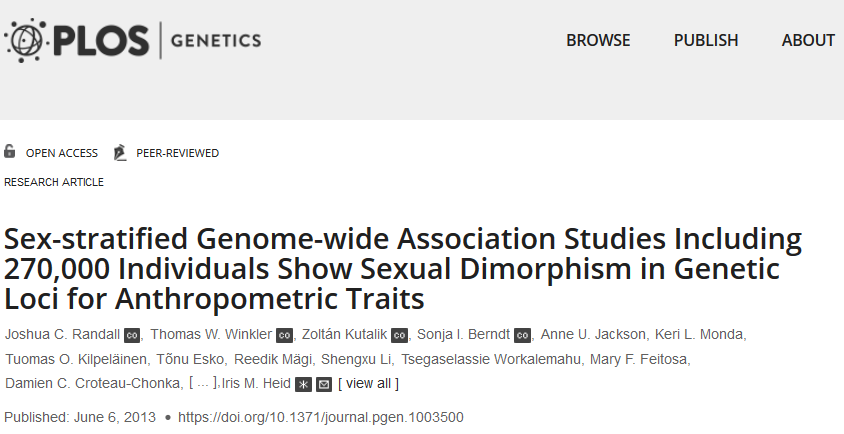 PLOS | GENETICS
BROWSE PUBLISH ABOUT
OPEN ACCESS PEER-REVIEWED
RESEARCH ARTICLE
Sex-stratified Genome-wide Association Studies Including
270,000 Individuals Show Sexual Dimorphism in Genetic
Loci for Anthropometric Traits
Joshua C. Randall co, Thomas W. Winkler co, Zoltán Kutalik co, Sonja I. Berndt co, Anne U. Jackson, Keri L. Monda,
Tuomas O. Kilpeläinen, Tõnu Esko, Reedik Mägi, Shengxu Li, Tsegaselassie Workalemahu, Mary F. Feitosa,
Damien C. Croteau-Chonka, [ ... ],Iris M. Heid * [ view all ]
Published: June 6, 2013 • https://doi.org/10.1371/journal.pgen.1003500